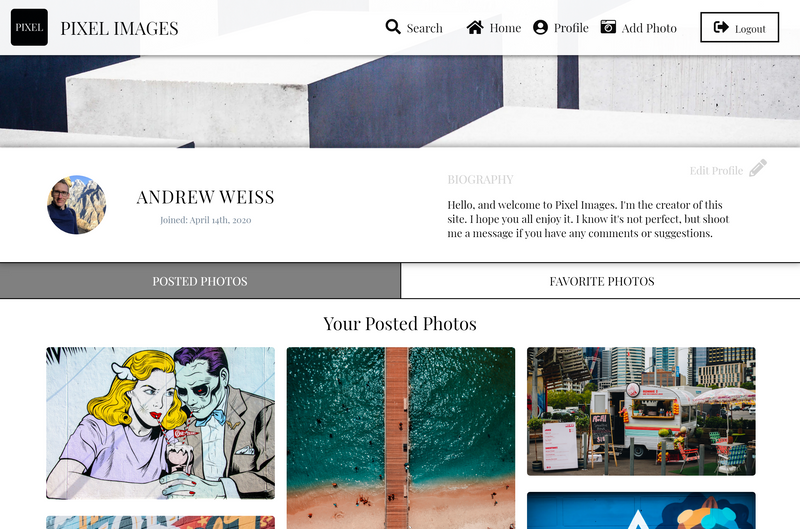 PIXEL
PIXEL IMAGES
Search
Home
Profile
Add Photo
Logout
Edit Profile
ANDREW WEISS
Joined: April 14th, 2020
BIOGRAPHY
Hello, and welcome to Pixel Images. I'm the creator of this
site. I hope you all enjoy it. I know it's not perfect, but shoot
me a message if you have any comments or suggestions.
POSTED PHOTOS
FAVORITE PHOTOS
Your Posted Photos